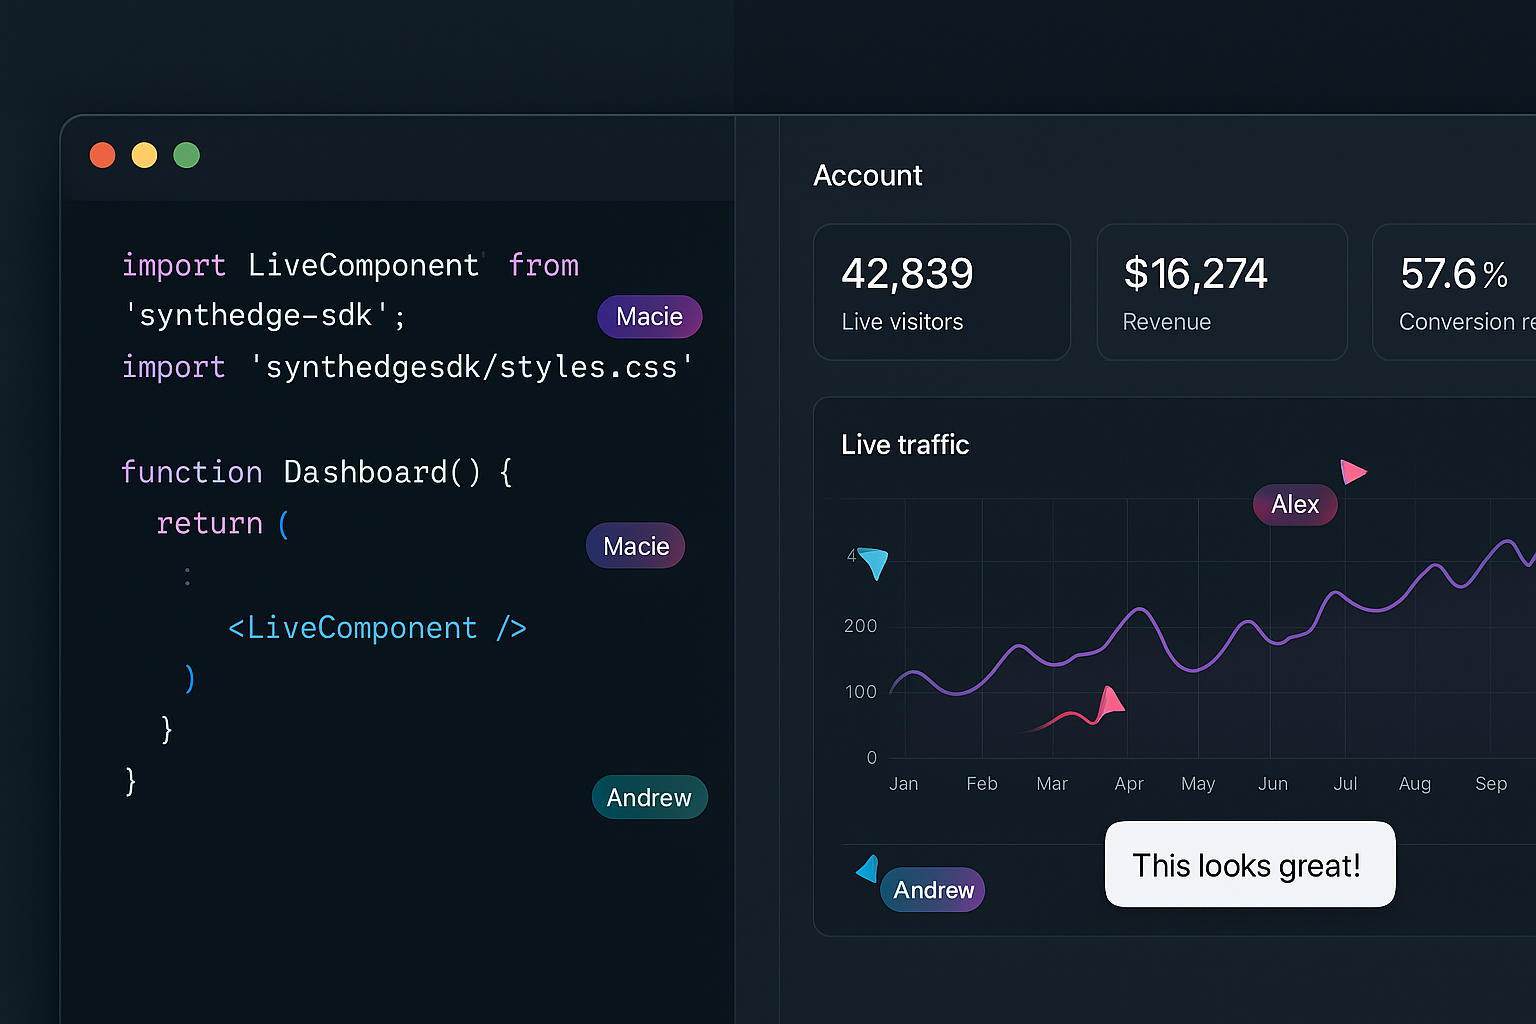 import LiveComponent from
'synthedge-sdk';
Macie
import 'synthedgesdk/styles.css'
function Dashboard() {
return (
Macie
:
<LiveComponent />
)
}
}
Andrew
Account
42,839
Live visitors
$16,274
Revenue
57.6%
Conversion
Live traffic
Alex
4
200
100
0
Jan Feb Mar Apr May Jun Jul Aug Sep
This looks great!
Andrew